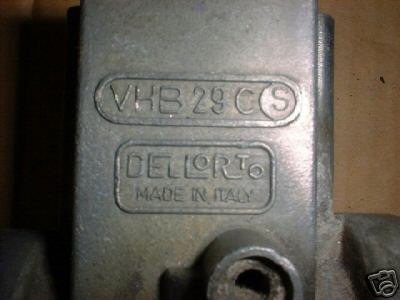 VHB 29 C S
DELLORTO
MADE IN ITALY